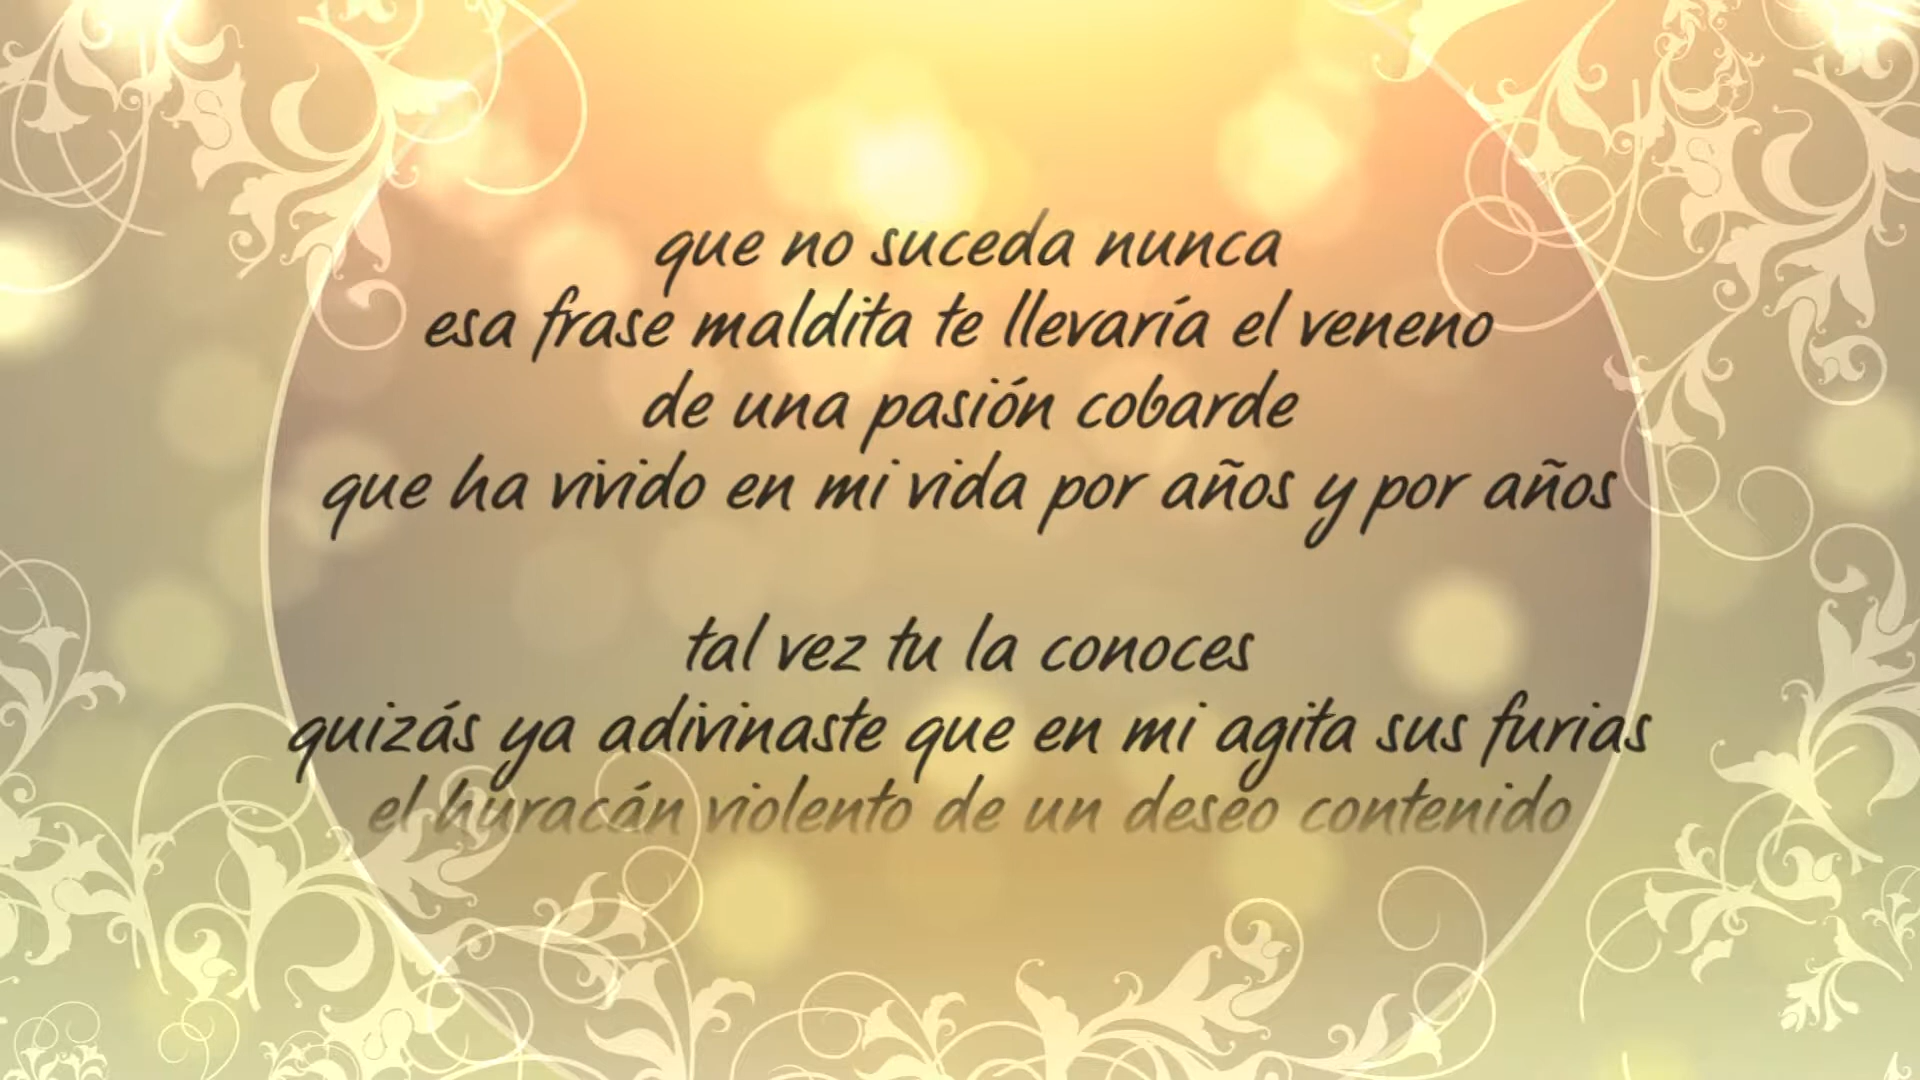 que no suceda nunca
esa frase maldita te llevaría el veneno
de una pasión cobarde
que ha vivido en mi vida por años y por años
tal vez tu la conoces
quizás ya adivinaste que en mi agita sus furias
el huracán violento de un deseo contenido